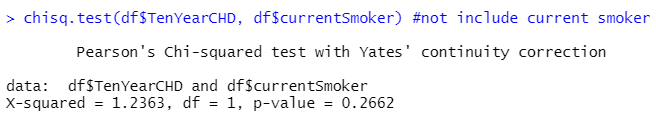 > chisq.test(df$TenYearCHD, df$currentSmoker) #not include current smoker
Pearson's Chi-squared test with Yates' continuity correction
data:  df$TenYearCHD and df$currentSmoker
X-squared = 1.2363, df = 1, p-value = 0.2662